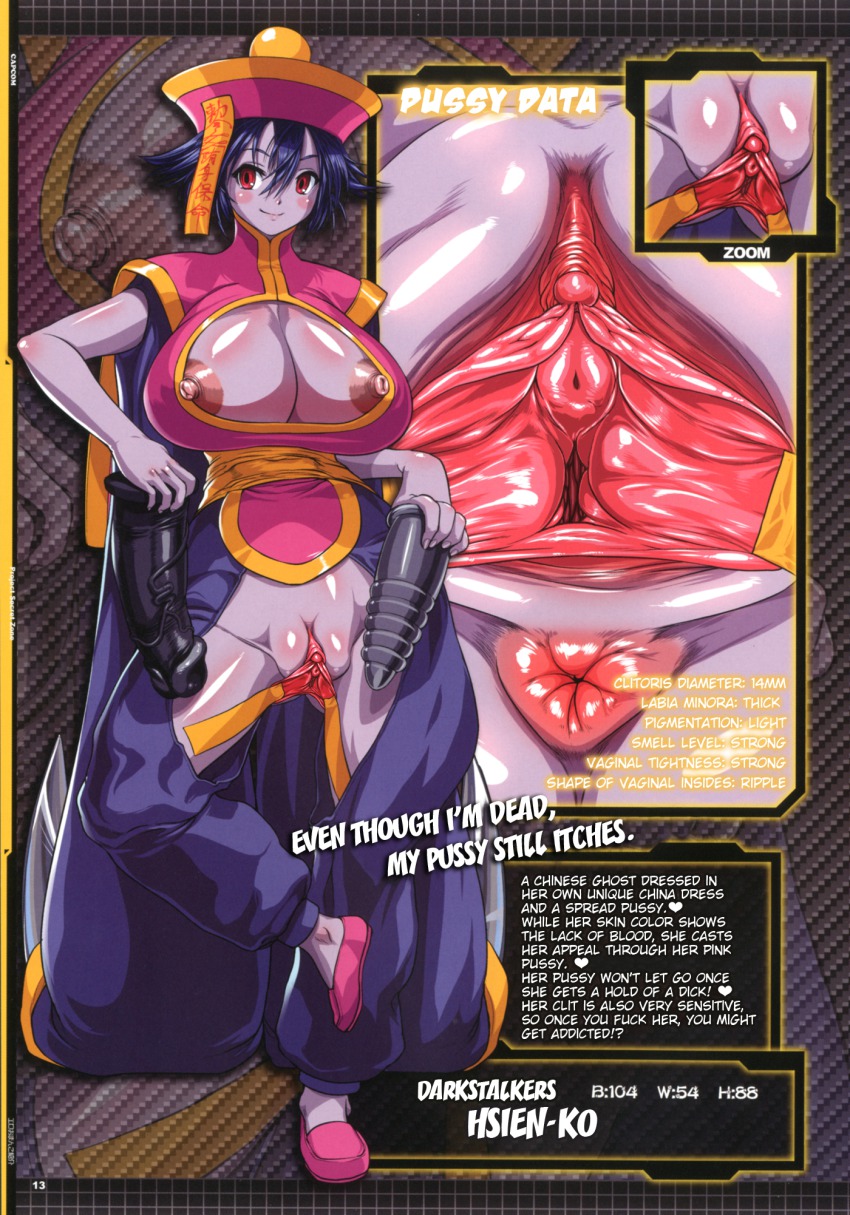 CAPCOM
PUSSY DATA
ZOOM
Project Secret Zone
CLITORIS DIAMETER: 14MM
LABIA MINORA: THICK
PIGMENTATION: LIGHT
SMELL LEVEL: STRONG
VAGINAL TIGHTNESS: STRONG
SHAPE OF VAGINAL INSIDES: RIPPLE
EVEN THOUGH I'M DEAD,
MY PUSSY STILL ITCHES.
A CHINESE GHOST DRESSED IN
HER OWN UNIQUE CHINA DRESS
AND A SPREAD PUSSY.❤
WHILE HER SKIN COLOR SHOWS
THE LACK OF BLOOD, SHE CASTS
HER APPEAL THROUGH HER PINK
PUSSY. ❤
HER PUSSY WON'T LET GO ONCE
SHE GETS A HOLD OF A DICK! ❤
HER CLIT IS ALSO VERY SENSITIVE,
SO ONCE YOU FUCK HER, YOU MIGHT
GET ADDICTED!?
DARKSTALKERS B:104 W:54 H:88
HSIEN-KO
13